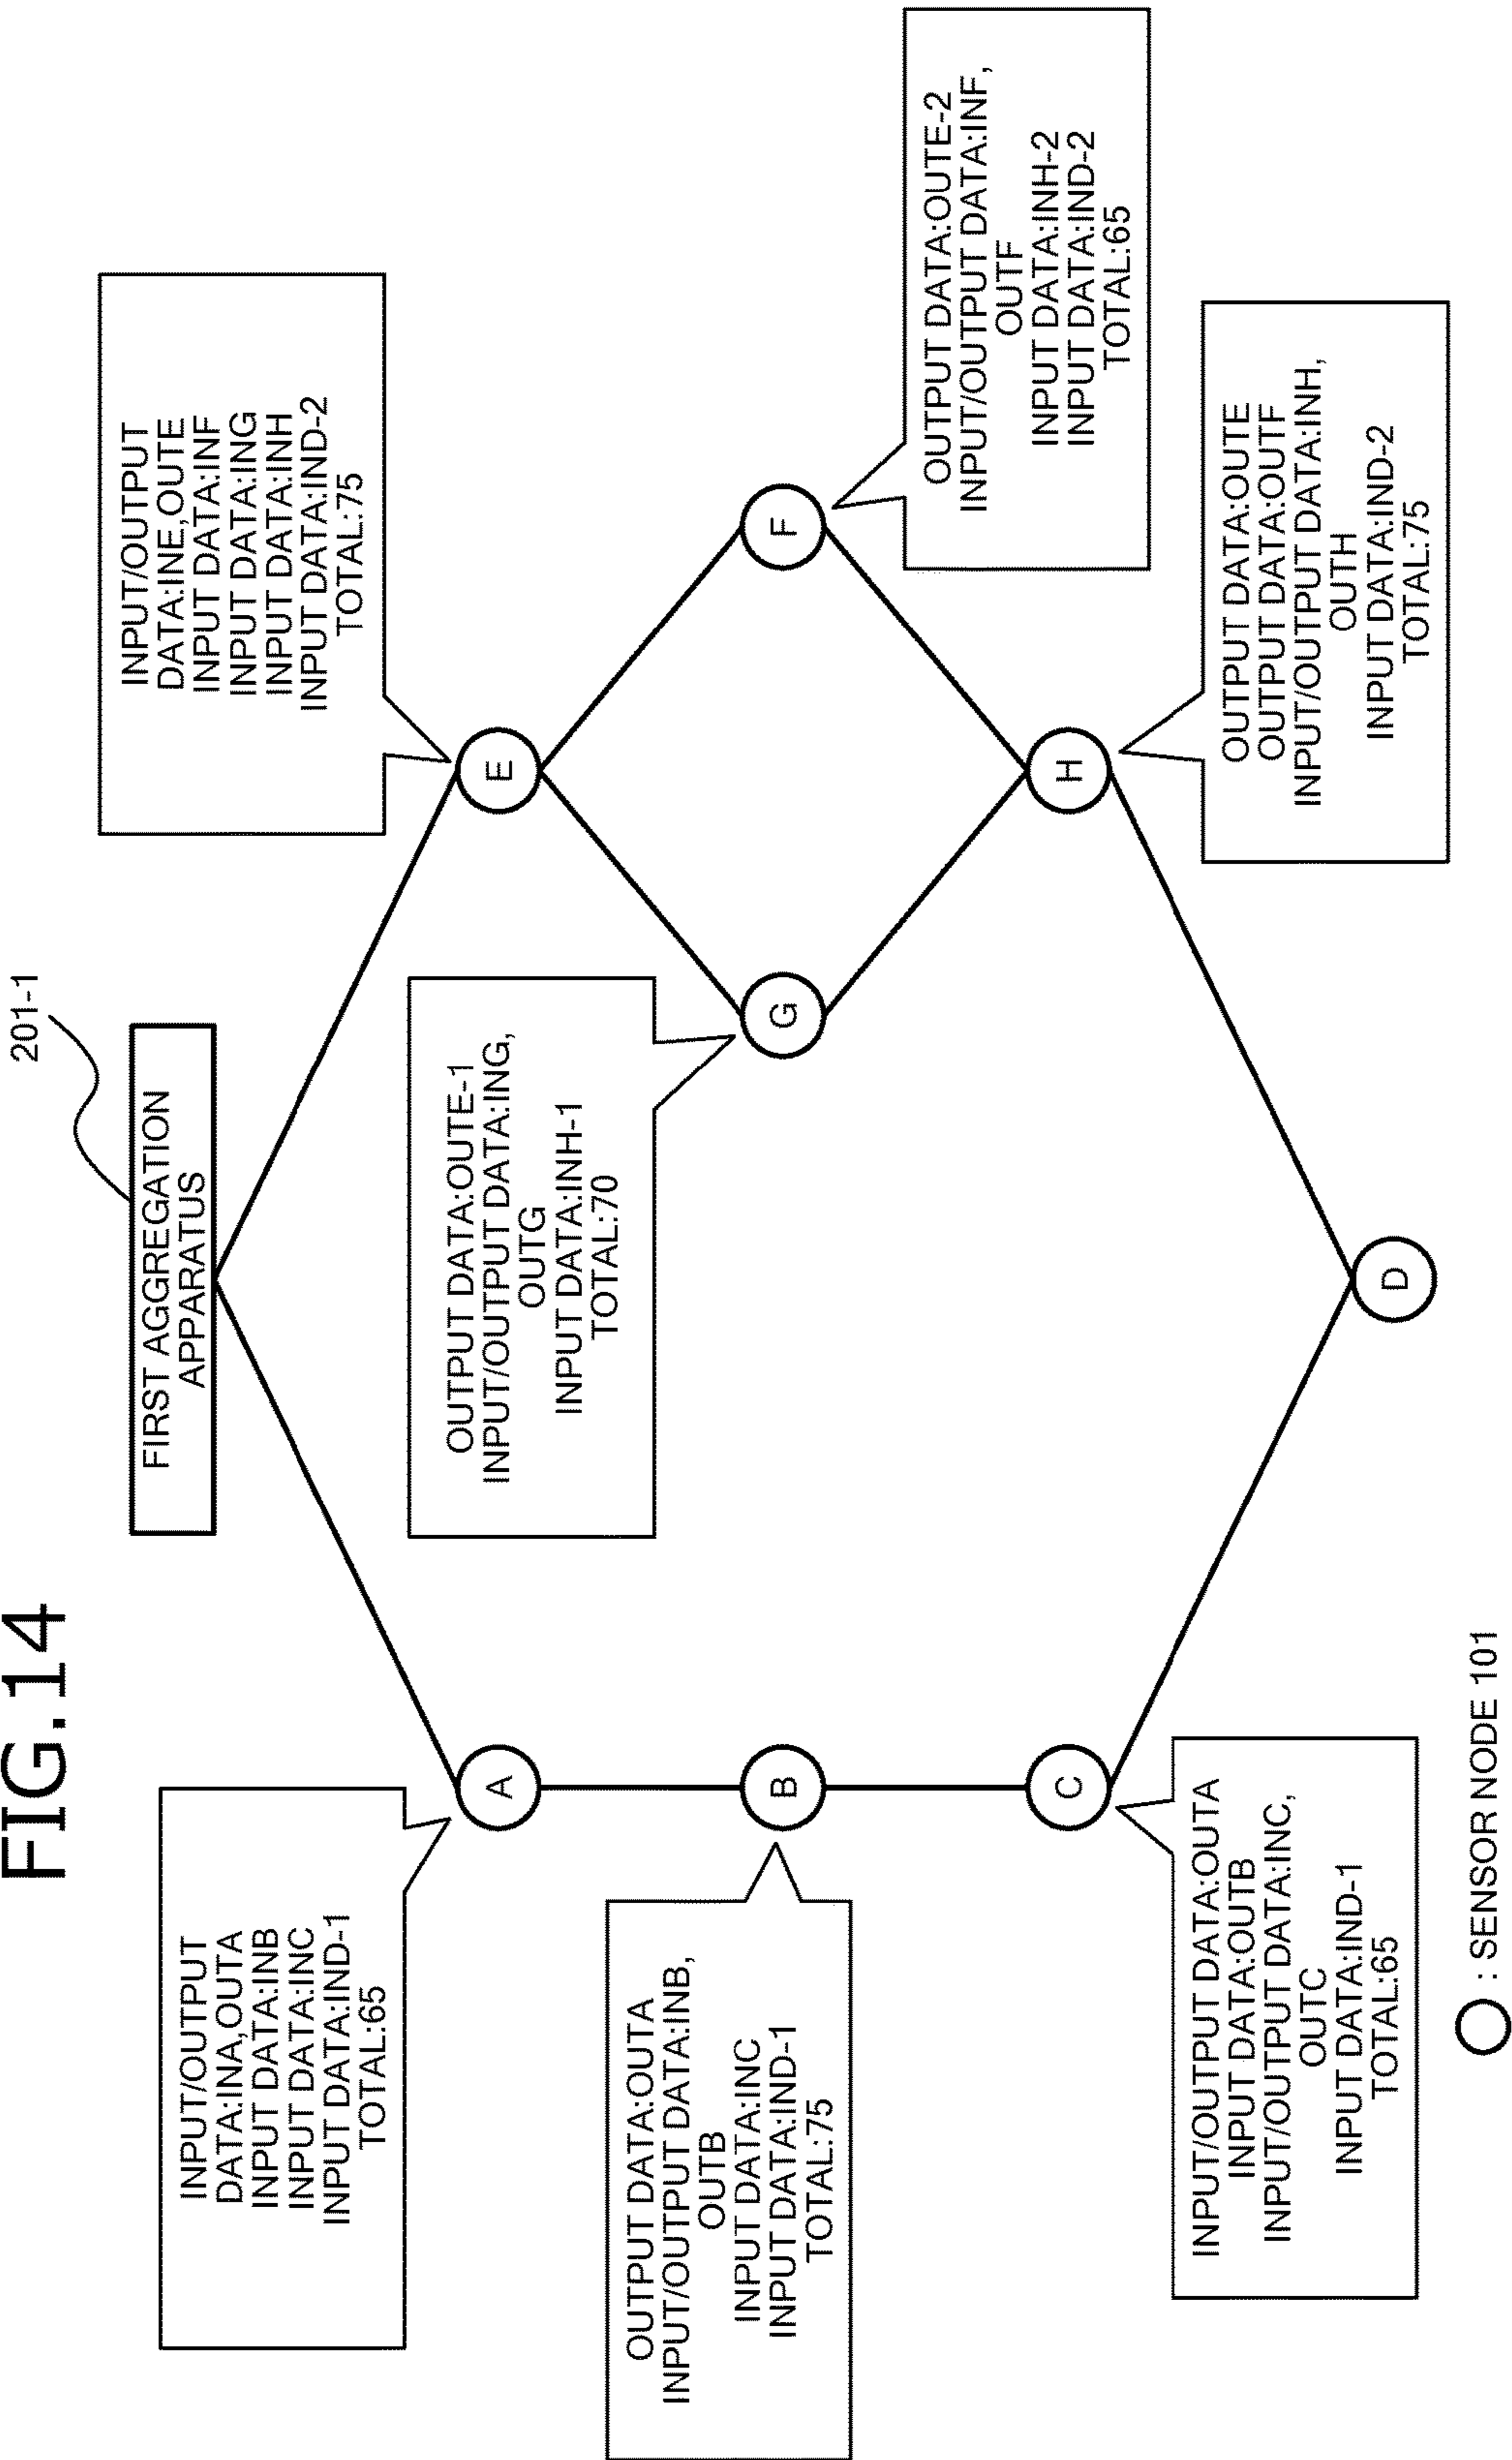 FIG.14
201-1
FIRST AGGREGATION
APPARATUS
INPUT/OUTPUT
DATA:INA,OUTA
INPUT DATA:INB
INPUT DATA:INC
INPUT DATA:IND-1
TOTAL:65
A
INPUT/OUTPUT
DATA:INE,OUTE
INPUT DATA:INF
INPUT DATA:ING
INPUT DATA:INH
INPUT DATA:IND-2
TOTAL:75
E
OUTPUT DATA:OUTE-1
INPUT/OUTPUT DATA:ING,
OUTG
INPUT DATA:INH-1
TOTAL:70
OUTPUT DATA:OUTA
INPUT/OUTPUT DATA:INB,
OUTB
INPUT DATA:INC
INPUT DATA:IND-1
TOTAL:75
B
G
F
OUTPUT DATA:OUTE-2
INPUT/OUTPUT DATA:INF,
OUTF
INPUT DATA:INH-2
INPUT DATA:IND-2
TOTAL:65
C
H
INPUT/OUTPUT DATA:OUTA
INPUT DATA:OUTB
INPUT/OUTPUT DATA:INC,
OUTC
INPUT DATA:IND-1
TOTAL:65
OUTPUT DATA:OUTE
OUTPUT DATA:OUTF
INPUT/OUTPUT DATA:INH,
OUTH
INPUT DATA:IND-2
TOTAL:75
D
: SENSOR NODE 101